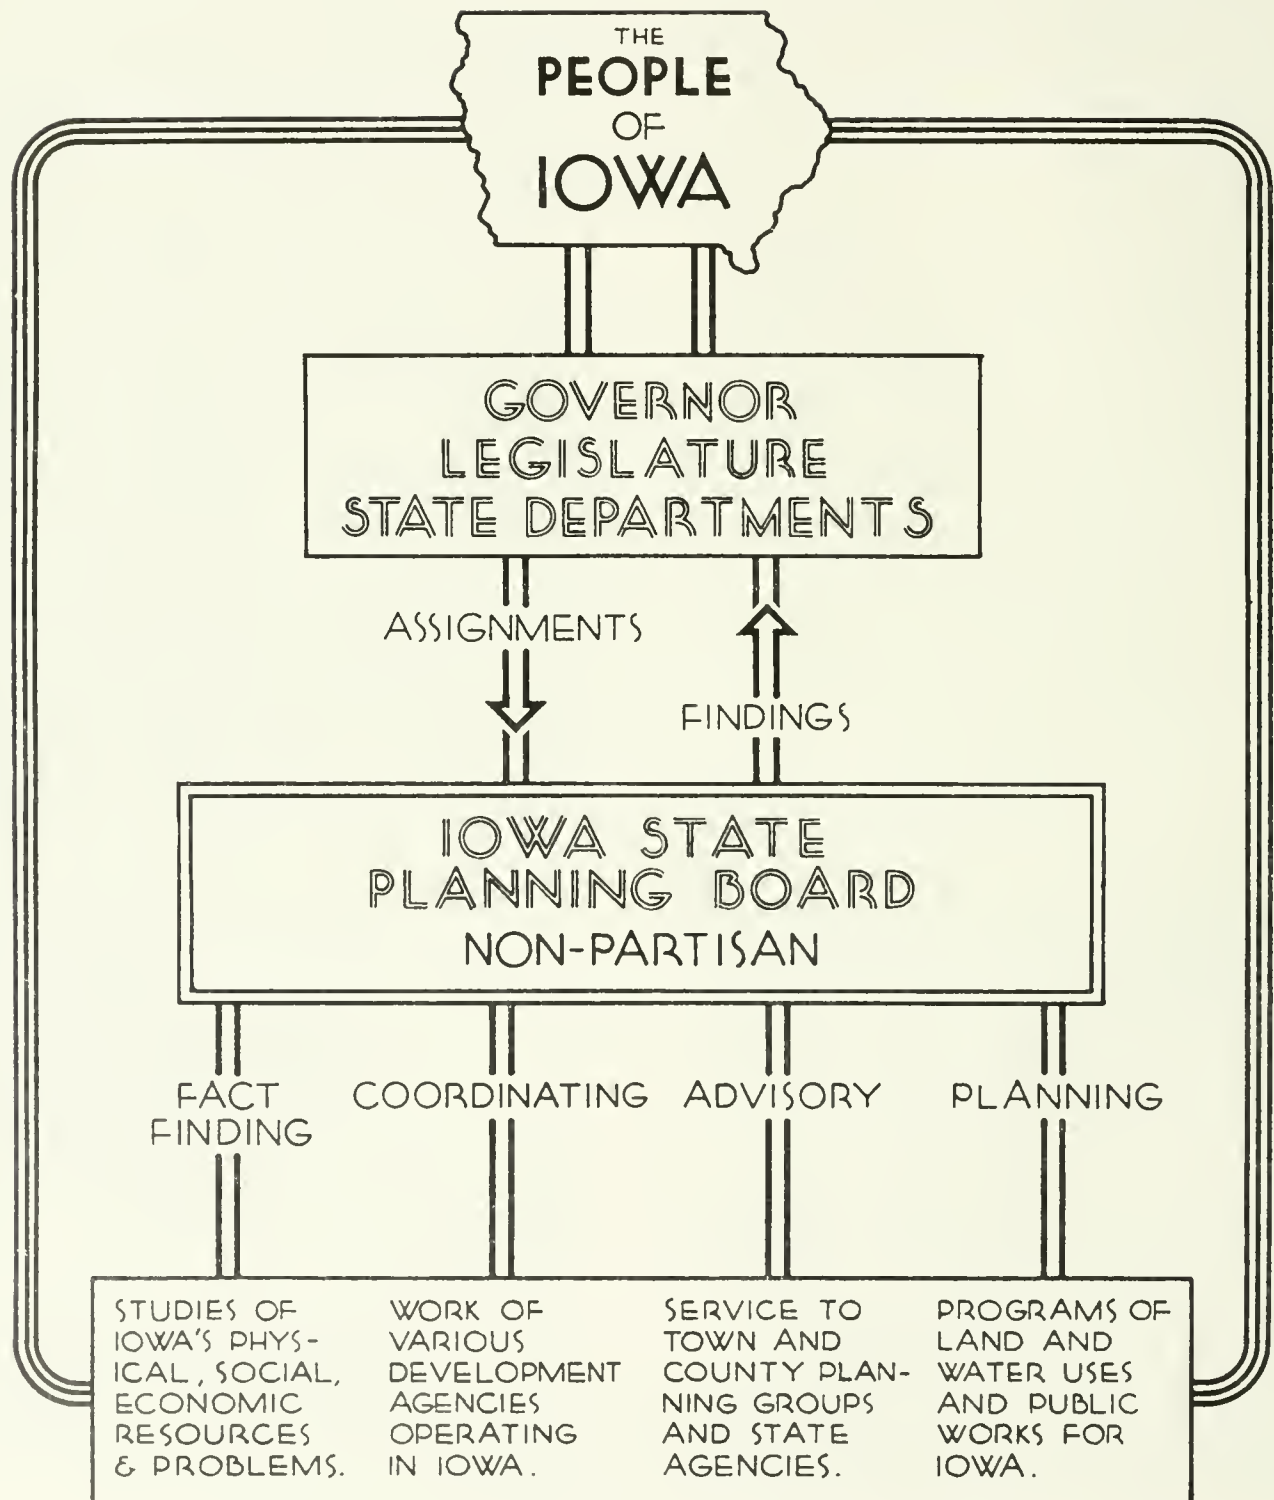 THE
PEOPLE
OF
IOWA
GOVERNOR
LEGISLATURE
STATE DEPARTMENTS
ASSIGNMENTS
FINDINGS
IOWA STATE
PLANNING BOARD
NON-PARTISAN
FACT
FINDING
COORDINATING
ADVISORY
PLANNING
STUDIES OF
IOWA'S PHYS-
ICAL, SOCIAL,
ECONOMIC
RESOURCES
& PROBLEMS.
WORK OF
VARIOUS
DEVELOPMENT
AGENCIES
OPERATING
IN IOWA.
SERVICE TO
TOWN AND
COUNTY PLAN-
NING GROUPS
AND STATE
AGENCIES.
PROGRAMS OF
LAND AND
WATER USES
AND PUBLIC
WORKS FOR
IOWA.